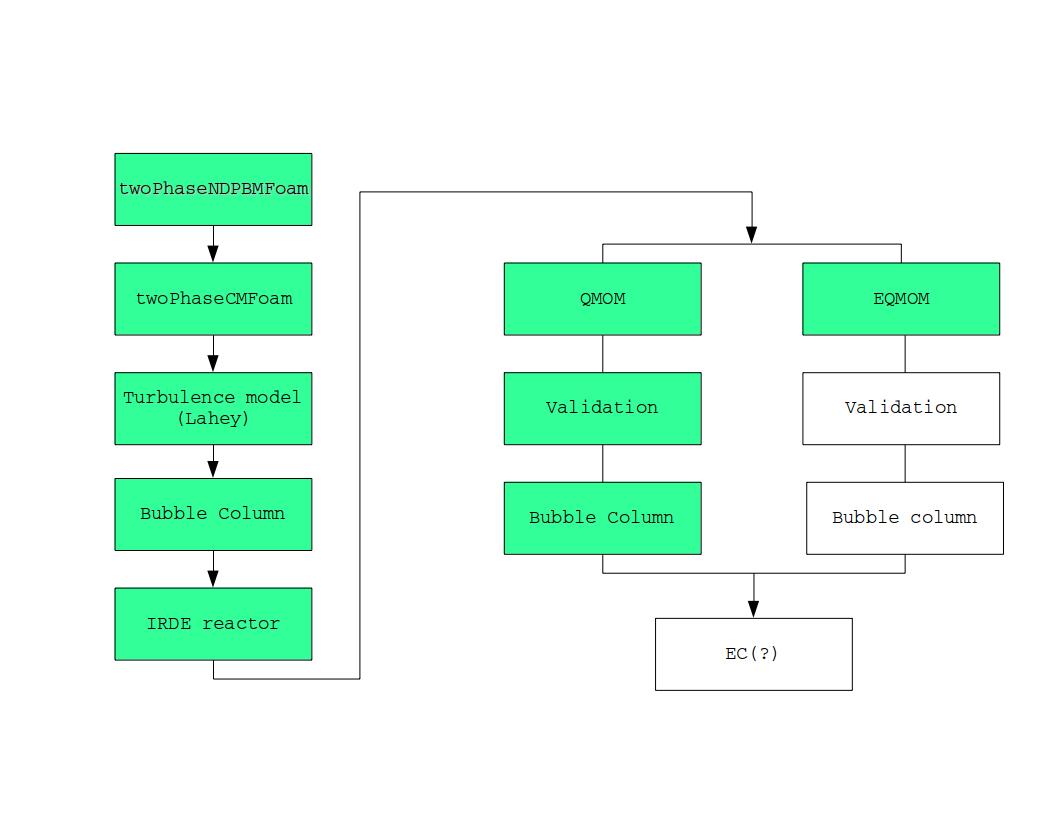 twoPhaseNDPBMFoam
twoPhaseCMFoam
Turbulence model
(Lahey)
Bubble Column
IRDE reactor
QMOM
Validation
Bubble Column
EQMOM
Validation
Bubble column
EC(?)